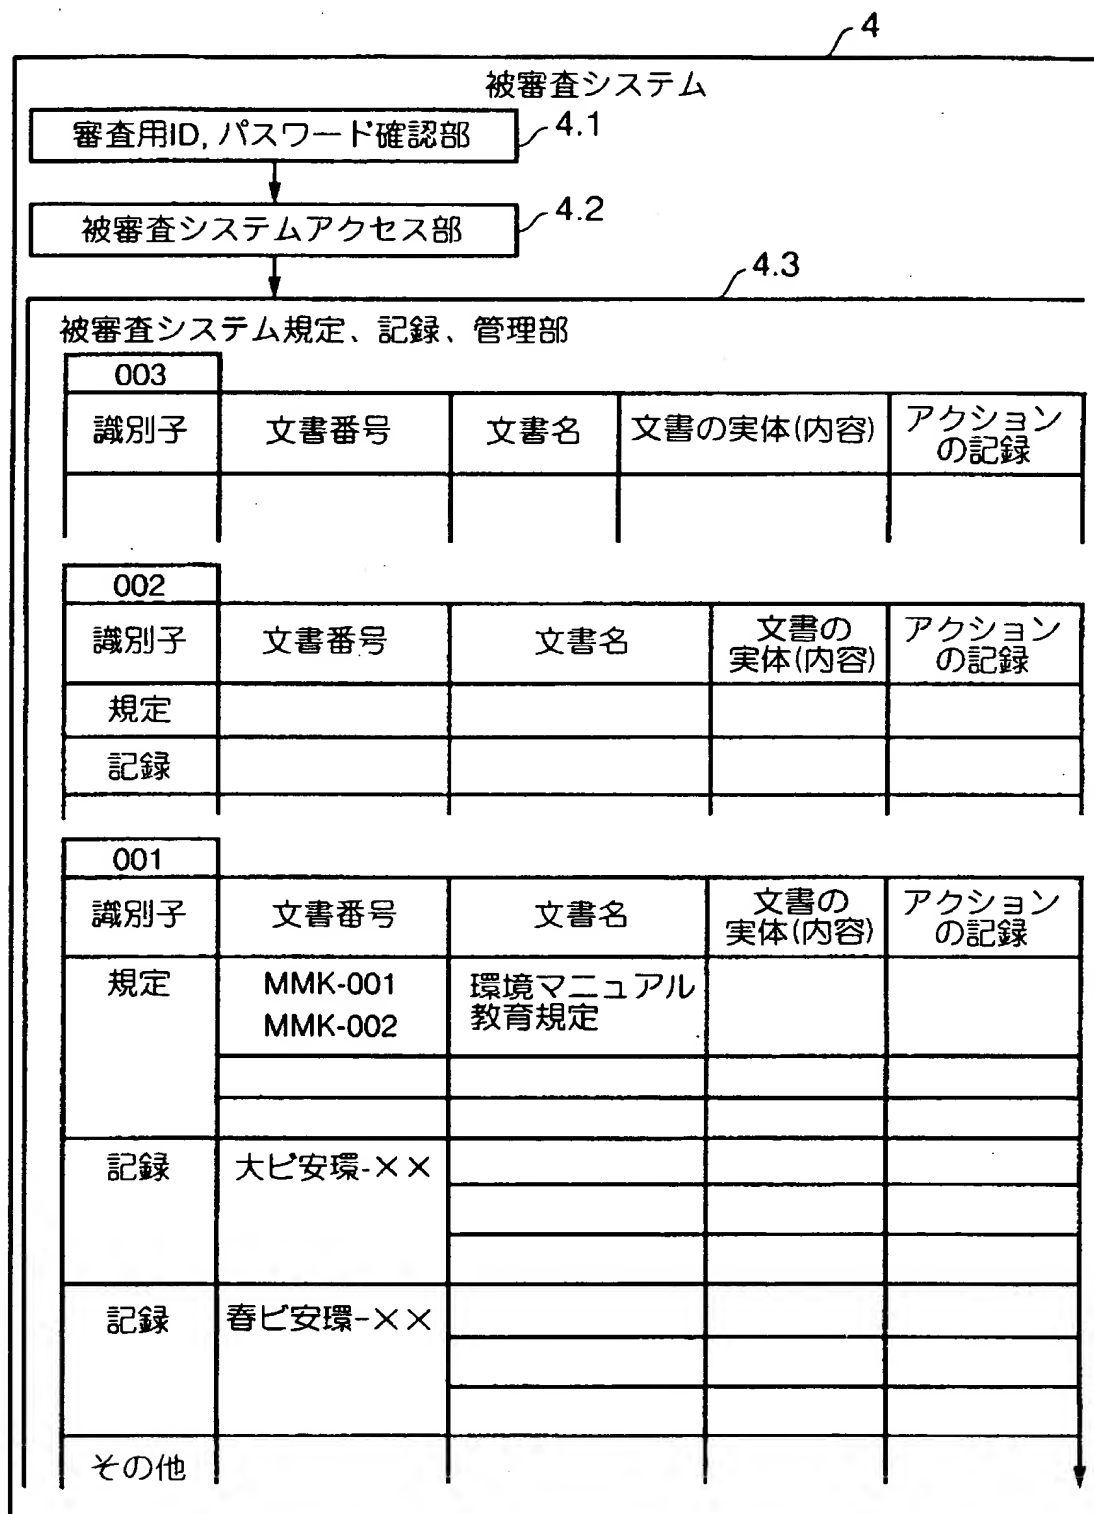 4
被審査システム
審査用ID, パスワード確認部
4.1
被審査システムアクセス部
4.2
4.3
被審査システム規定、記録、管理部
003
識別子 文書番号 文書名 文書の実体(内容) アクション
の記録
002
識別子 文書番号 文書名 文書の
実体(内容) アクション
の記録
規定
記録
001
識別子 文書番号 文書名 文書の
実体(内容) アクション
の記録
規定 MMK-001 環境マニュアル
MMK-002 教育規定
記録 大ビ安環-××
記録 春ビ安環-××
その他